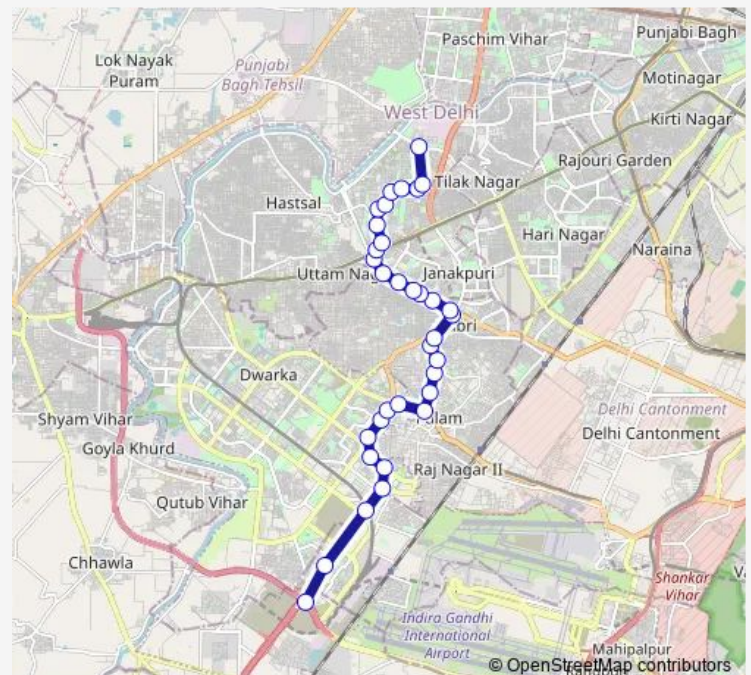 Paschim Vihar
Punjabi Bagh
Lok Nayak
Puram
Punjabi
Bagh Tehsil
Motinagar
West Delhi
Kirti Nagar
Rajouri Garden
Tilak Nagar
Hastsal
Hari Nagar
Naraina
Uttam Nag
Janakpuri
bri
Dwarka
Shyam Vihar
Palam
Delhi Cantonment
Delhi Cantonment
Goyla Khurd
Raj Nagar II
Qutub Vihar
Chhawla
Shankar
Vihar
Indira Gandhi
International
Airport
Mahipalpur
© OpenStreetMap contributors